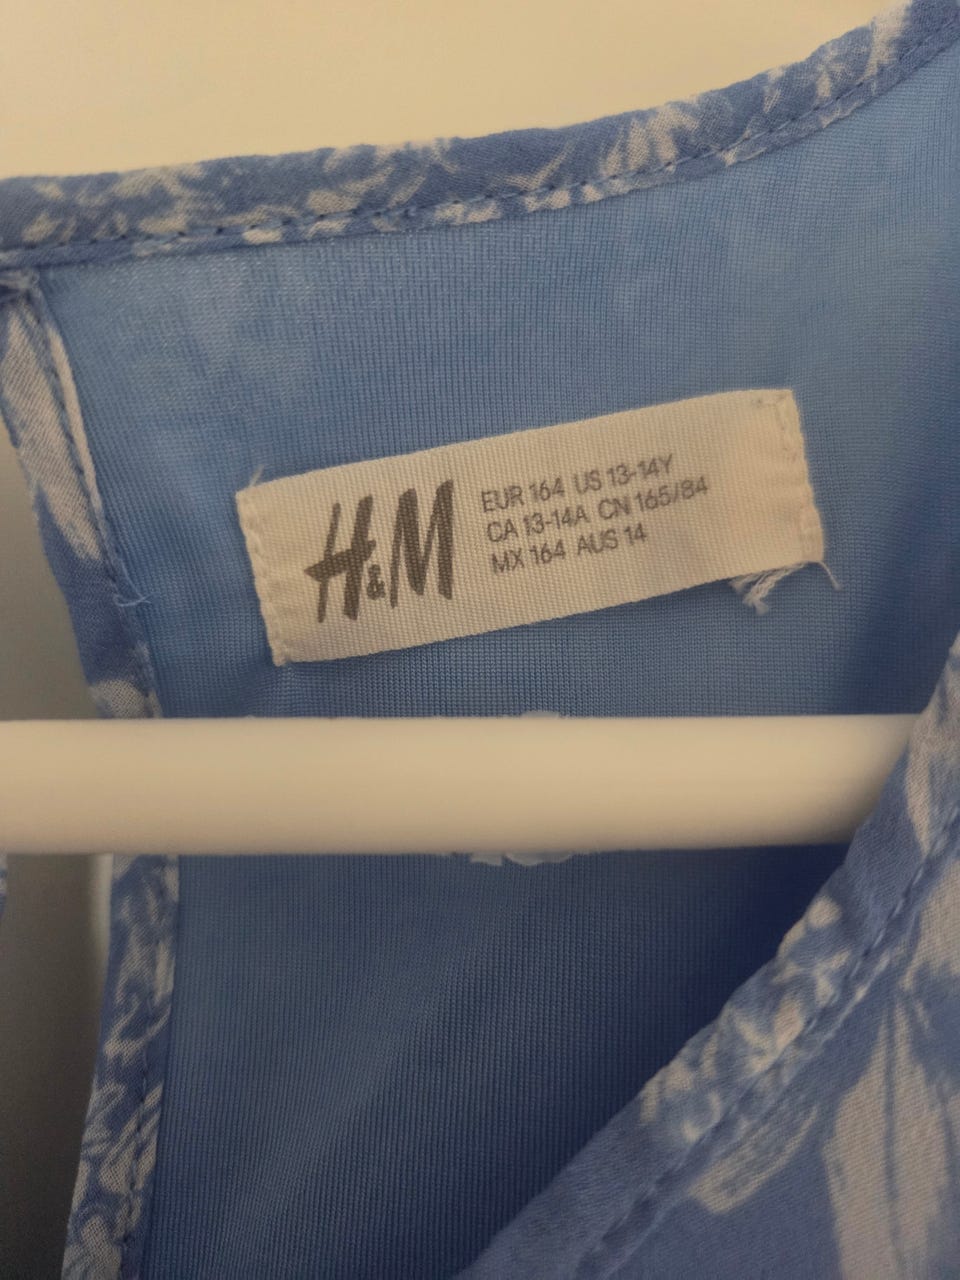 H&M
EUR 164 US 13-14Y
CA 13-14A CN 165/84
MX 164 AUS 14